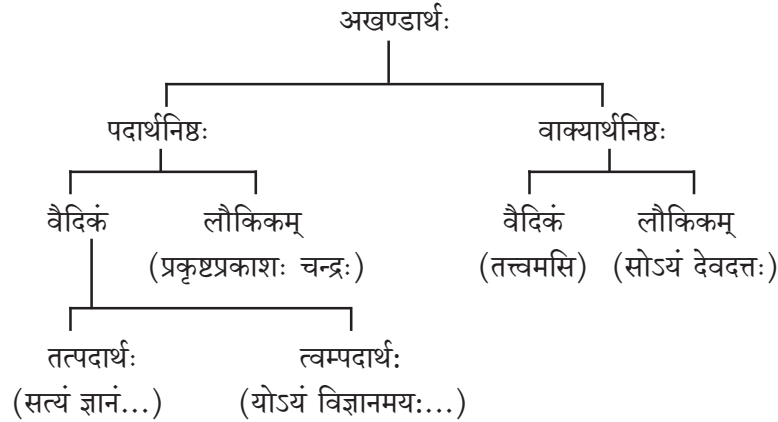 अखण्डार्थः
पदार्थनिष्ठः वाक्यार्थनिष्ठः
वैदिकं लौकिकम् वैदिकं लौकिकम्
(प्रकृष्टप्रकाशः चन्द्रः) (तत्त्वमसि) (सोऽयं देवदत्तः)
तत्पदार्थः त्वम्पदार्थ:
(सत्यं ज्ञानं...) (योऽयं विज्ञानमय:...)